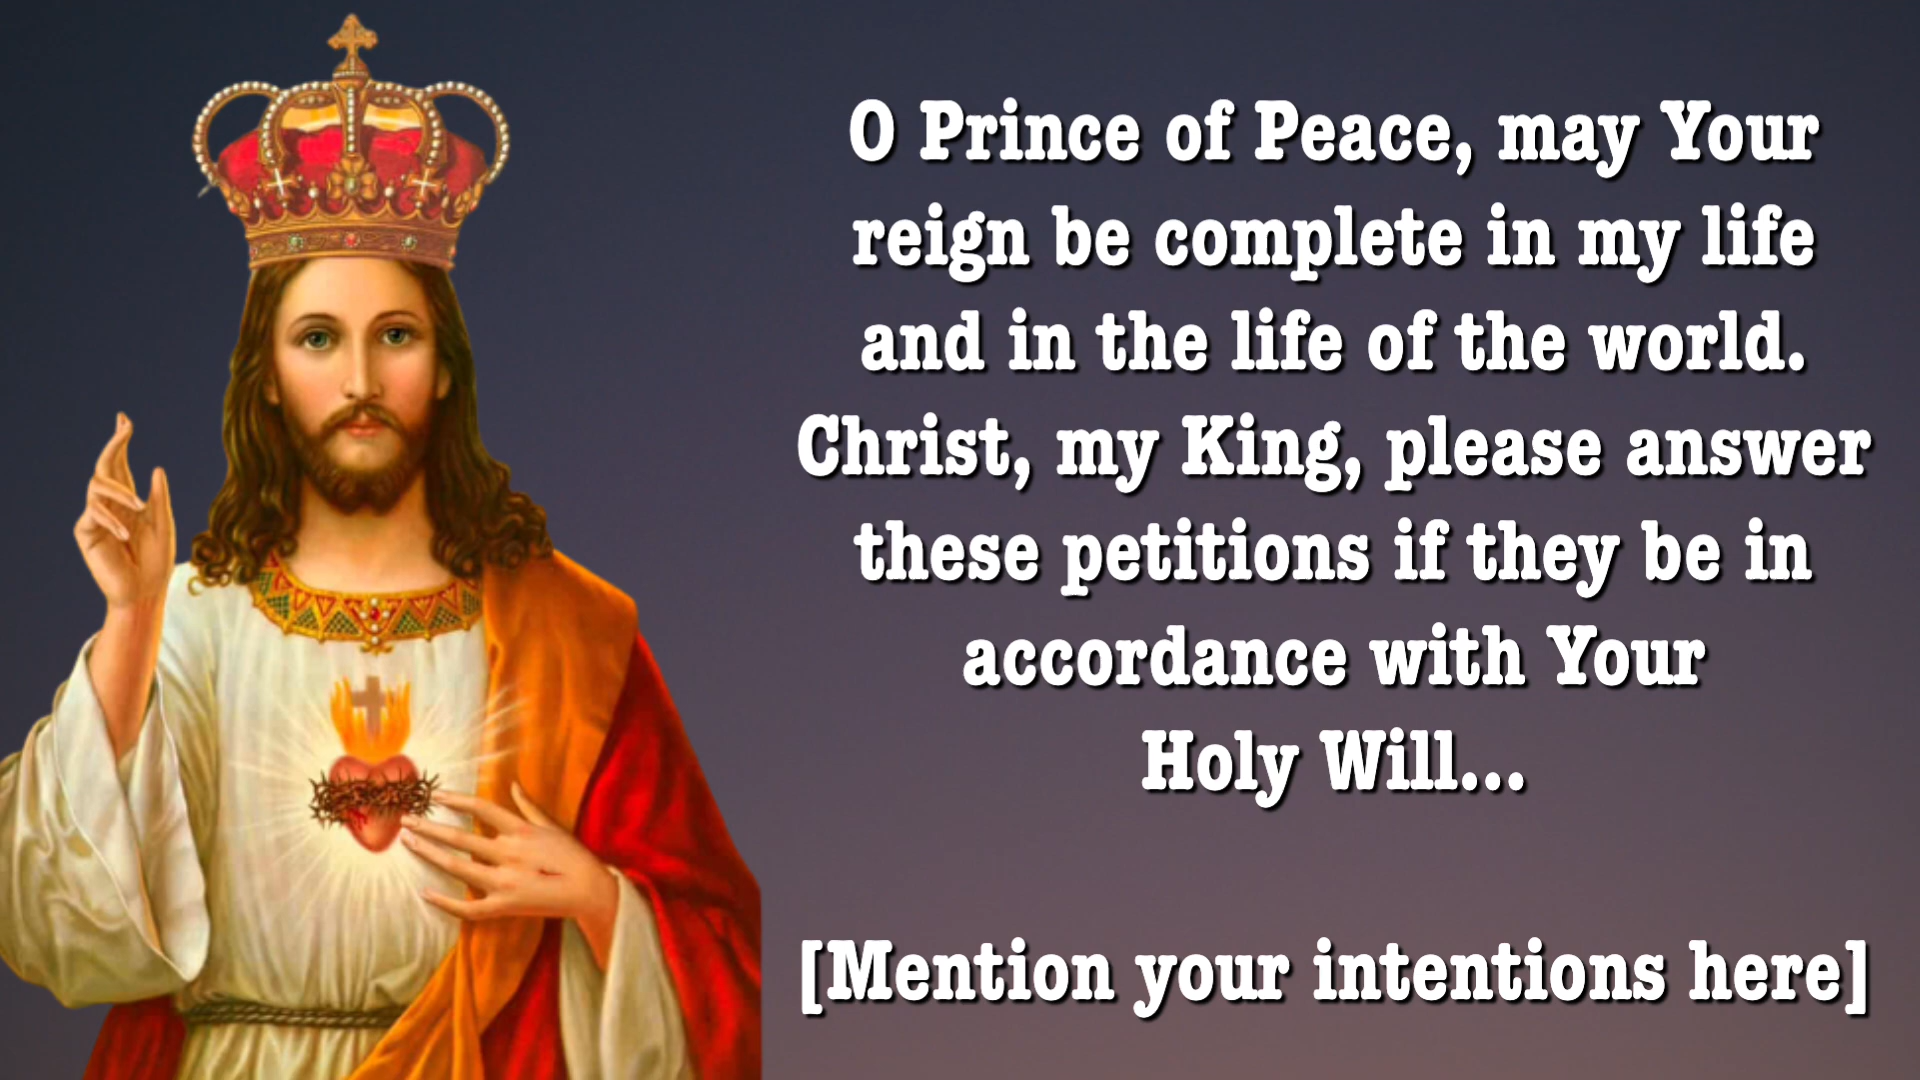 O Prince of Peace, may Your
reign be complete in my life
and in the life of the world.
Christ, my King, please answer
these petitions if they be in
accordance with Your
Holy Will...
[Mention your intentions here]